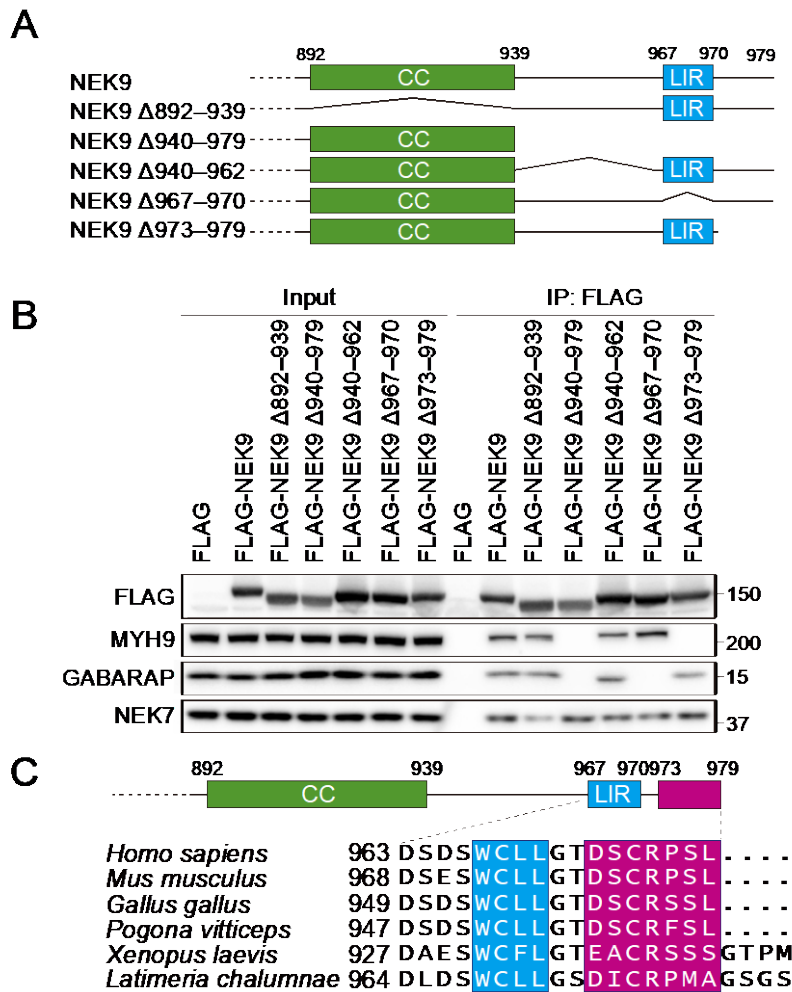 A
892 939 967 970 979
NEK9 CC LIR
NEK9 Δ892–939 LIR
NEK9 Δ940–979 CC
NEK9 Δ940–962 CC LIR
NEK9 Δ967–970 CC
NEK9 Δ973–979 CC LIR
B
Input IP: FLAG
FLAG
FLAG-NEK9
FLAG-NEK9 Δ892–939
FLAG-NEK9 Δ940–979
FLAG-NEK9 Δ940–962
FLAG-NEK9 Δ967–970
FLAG-NEK9 Δ973–979
FLAG
FLAG-NEK9
FLAG-NEK9 Δ892–939
FLAG-NEK9 Δ940–979
FLAG-NEK9 Δ940–962
FLAG-NEK9 Δ967–970
FLAG-NEK9 Δ973–979
FLAG 150
MYH9 200
GABARAP 15
NEK7 37
C
892 939 967 970 973 979
CC LIR
Homo sapiens 963 DSDSWCLLGTDSCRPSL....
Mus musculus 968 DSESWCLLGTDSCRPSL....
Gallus gallus 949 DSDSWCLLGTDSCRSSL....
Pogona vitticeps 947 DSDSWCLLGTDSCRFSL....
Xenopus laevis 927 DAESWCFLGTEACRSSSGTPM
Latimeria chalumnae 964 DLDSWCLLGSDICRPMAGSGS